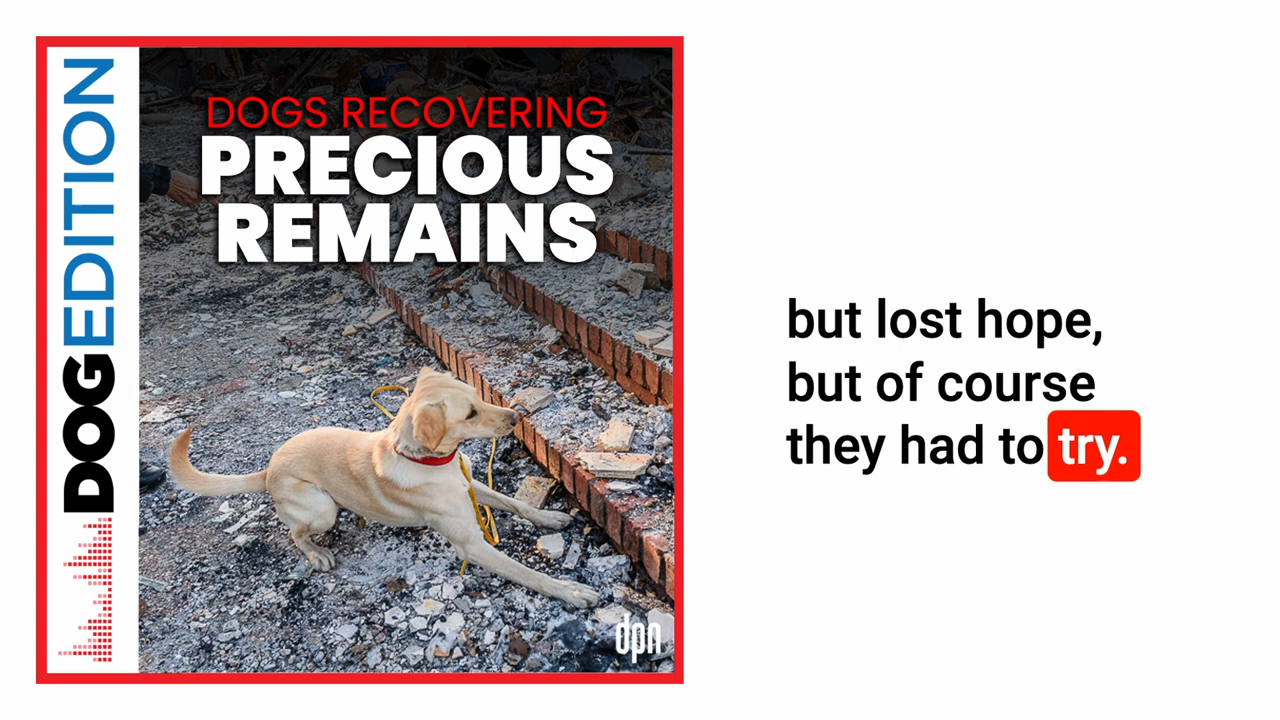 DOGEDITION
DOGS RECOVERING
PRECIOUS
REMAINS
dpn
but lost hope,
but of course
they had to try.